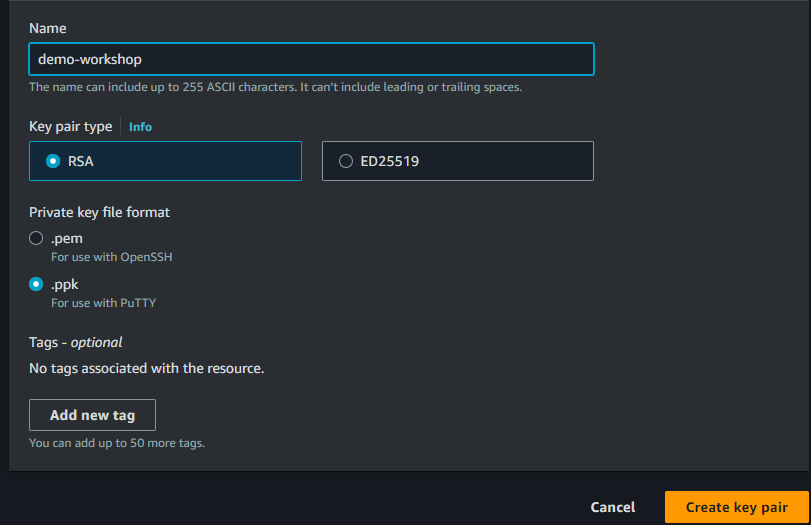 Name
demo-workshop
The name can include up to 255 ASCII characters. It can't include leading or trailing spaces.
Key pair type Info
RSA ED25519
Private key file format
.pem
For use with OpenSSH
.ppk
For use with PuTTY
Tags - optional
No tags associated with the resource.
Add new tag
You can add up to 50 more tags.
Cancel Create key pair